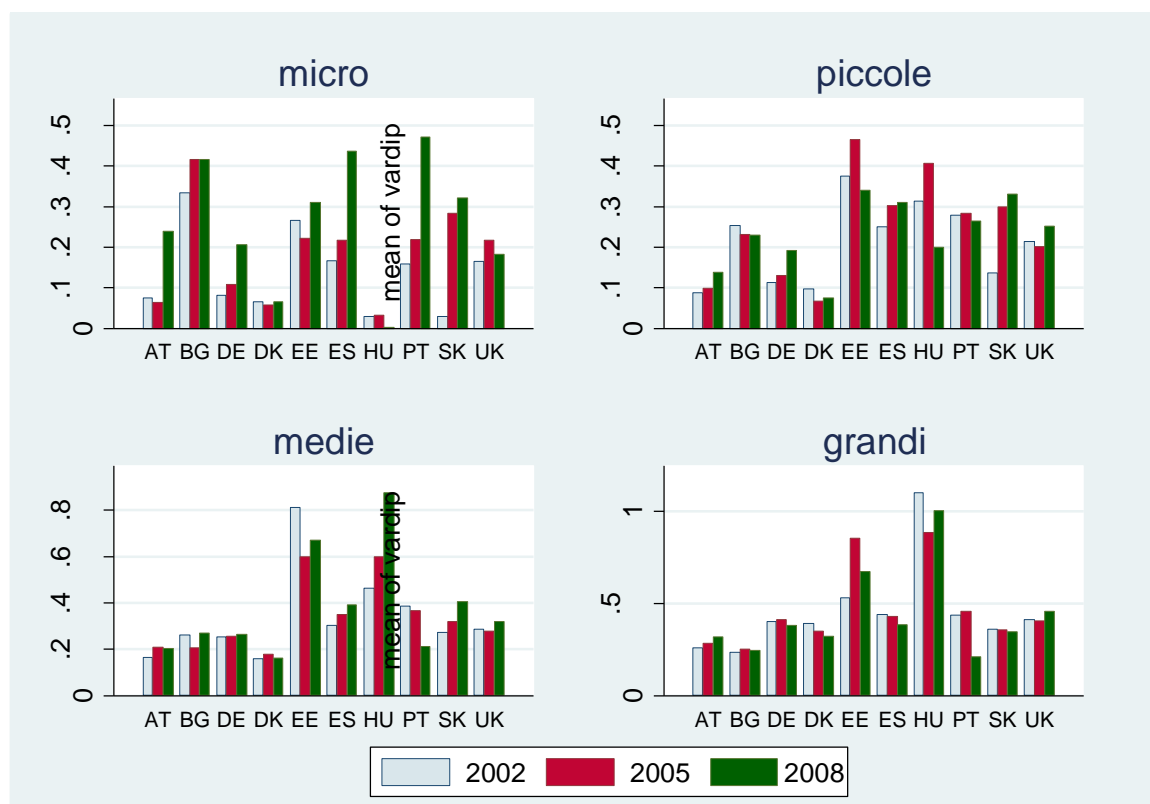 micro
.5
.4
.3
.2
.1
0
mean of vardip
AT BG DE DK EE ES HU PT SK UK
piccole
.5
.4
.3
.2
.1
0
AT BG DE DK EE ES HU PT SK UK
medie
.8
.6
.4
.2
0
mean of vardip
AT BG DE DK EE ES HU PT SK UK
grandi
1
.5
0
AT BG DE DK EE ES HU PT SK UK
2002 2005 2008